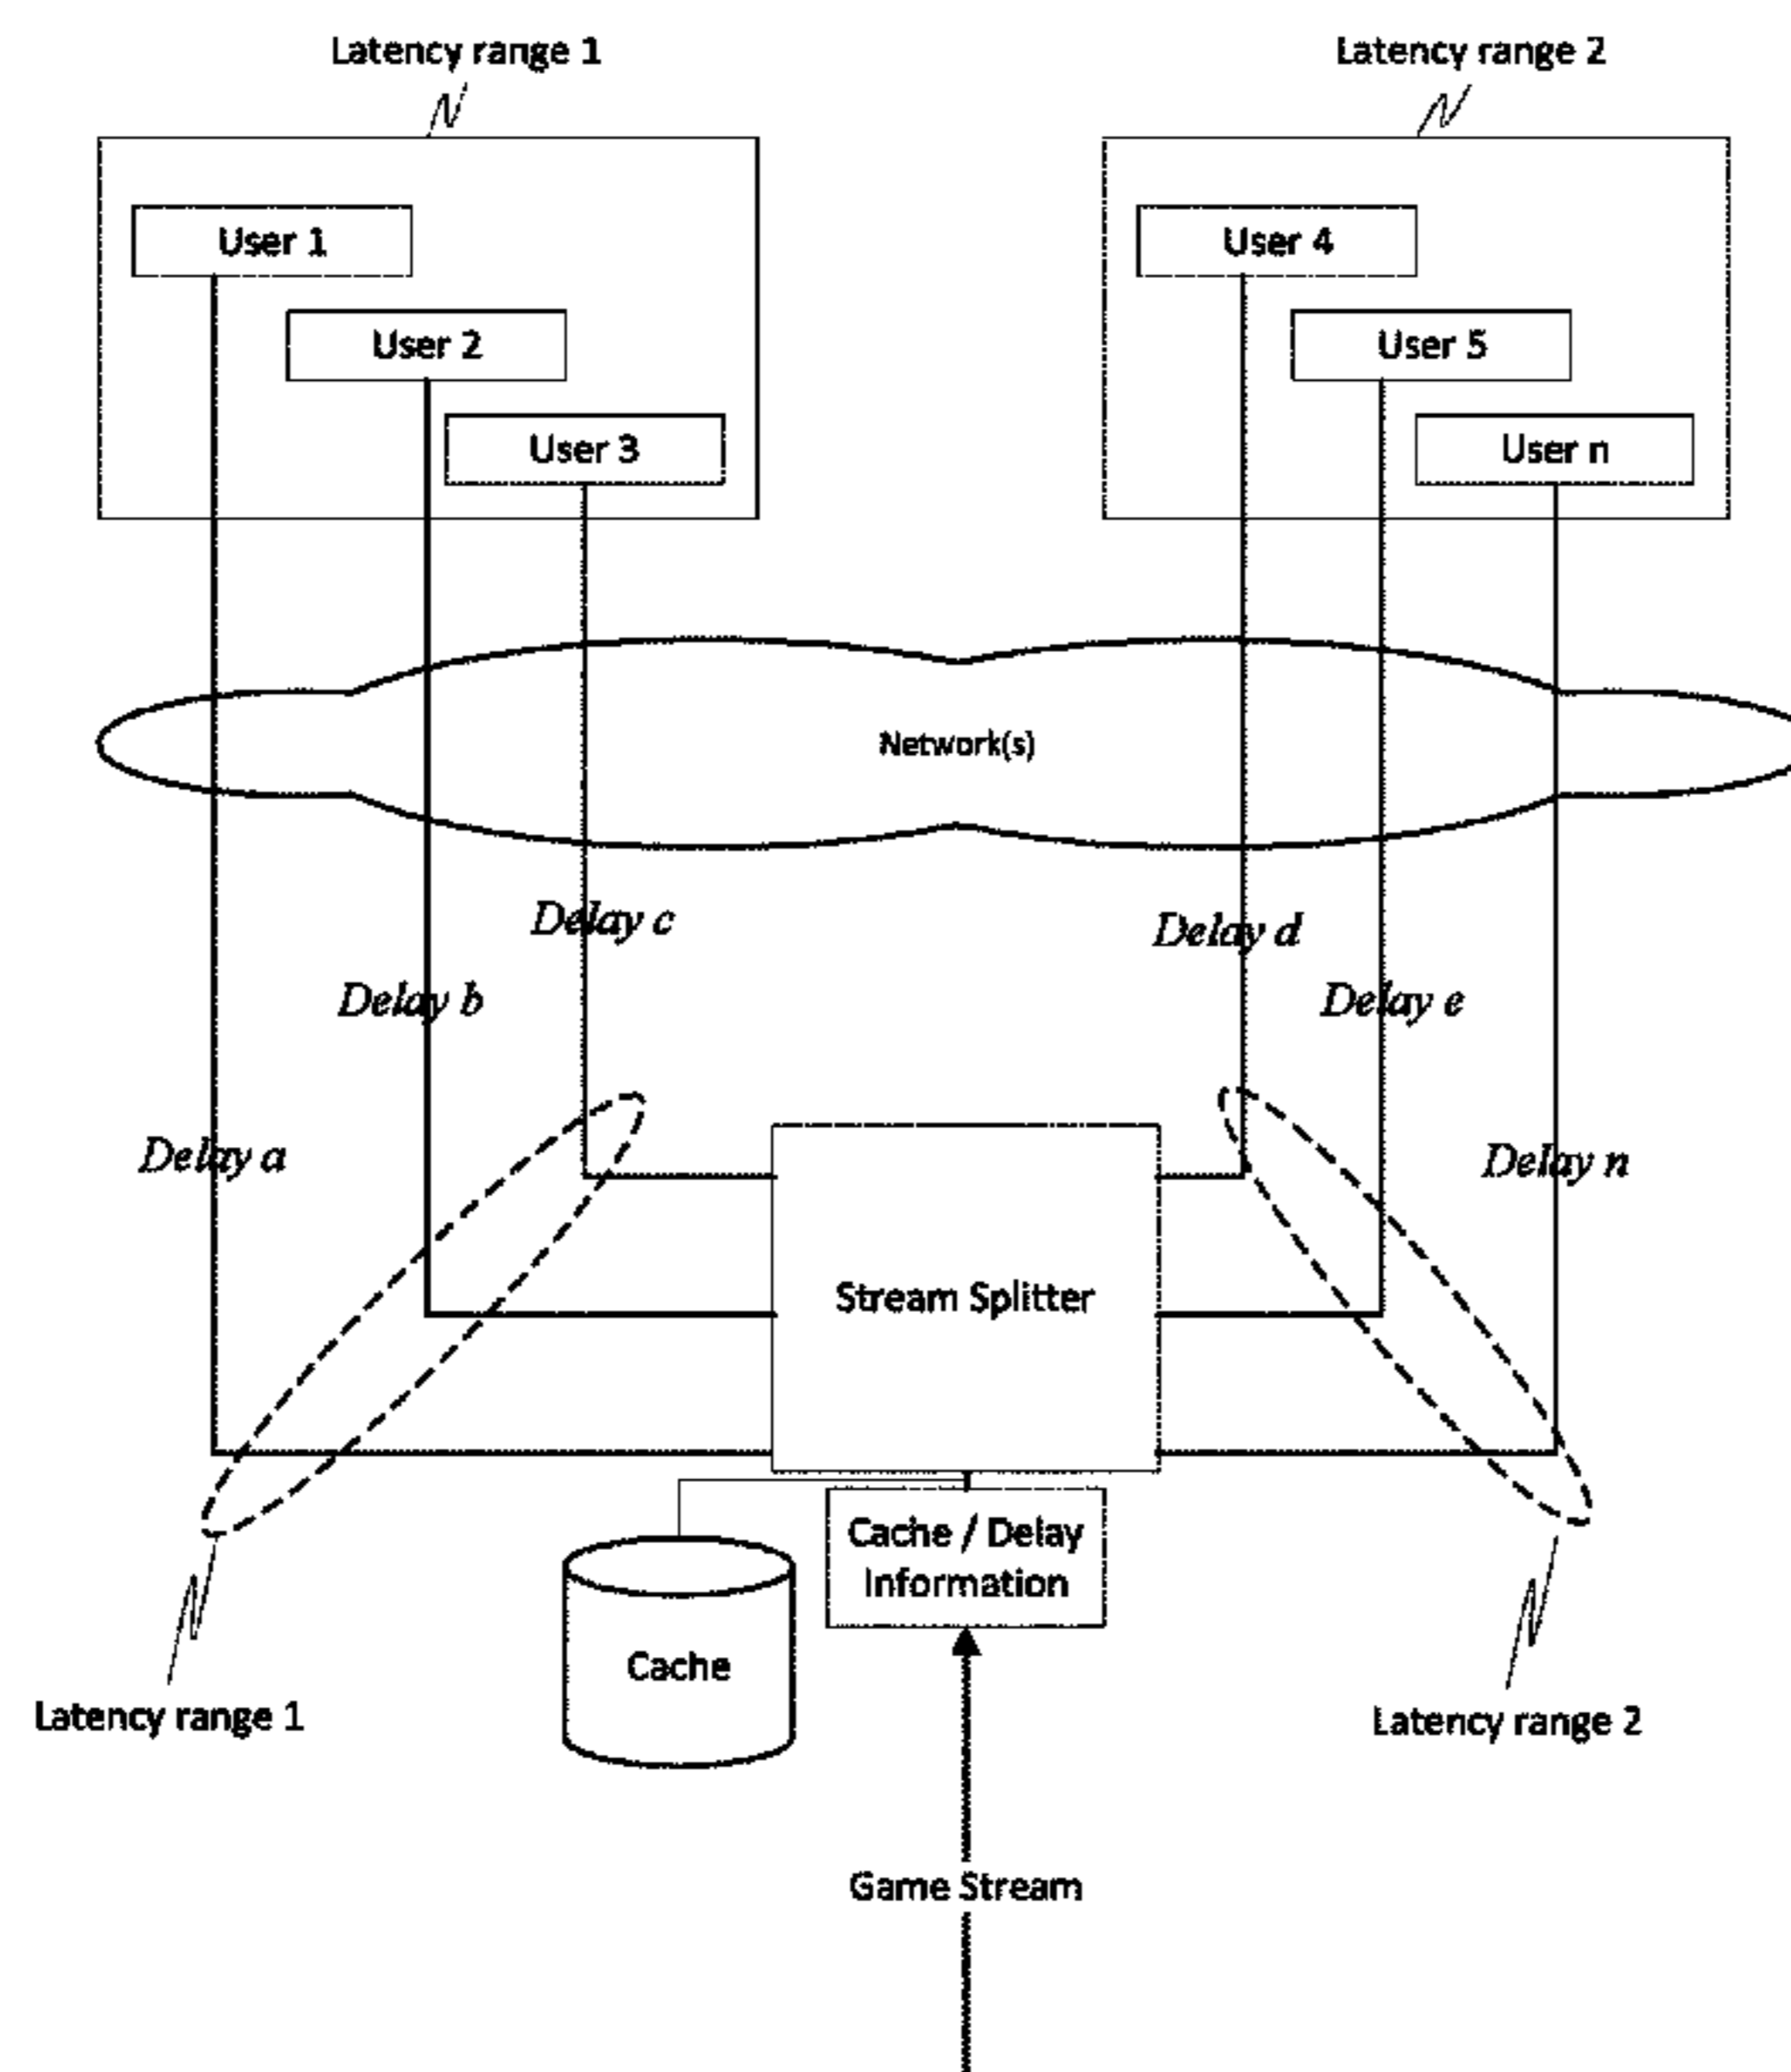 Latency range 1
Latency range 2
User 1
User 4
User 2
User 5
User 3
User n
Network(s)
Delay c
Delay d
Delay b
Delay e
Delay a
Delay n
Stream Splitter
Cache / Delay
Information
Cache
Latency range 1
Latency range 2
Game Stream